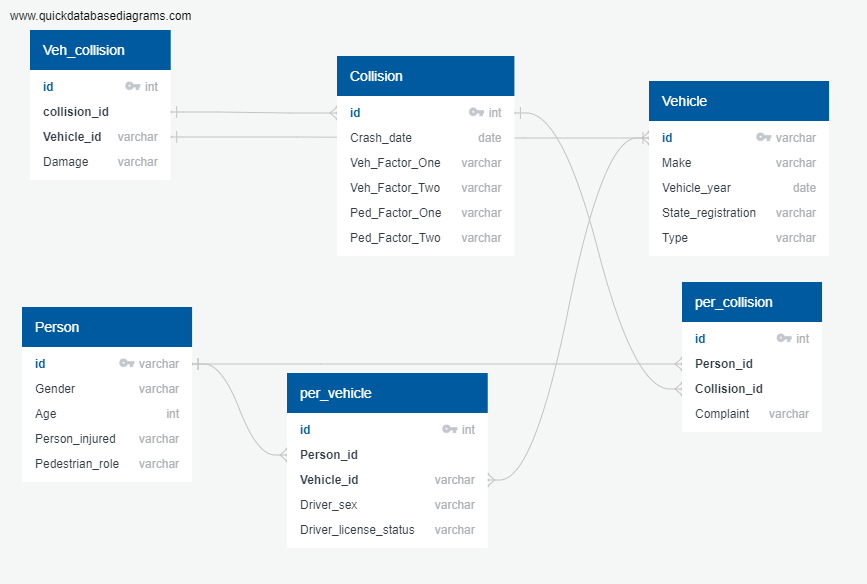 www.quickdatabasediagrams.com
Veh_collision
id int
collision_id
Vehicle_id varchar
Damage varchar
Collision
id int
Crash_date date
Veh_Factor_One varchar
Veh_Factor_Two varchar
Ped_Factor_One varchar
Ped_Factor_Two varchar
Vehicle
id varchar
Make varchar
Vehicle_year date
State_registration varchar
Type varchar
per_collision
id int
Person_id
Collision_id
Complaint varchar
Person
id varchar
Gender varchar
Age int
Person_injured varchar
Pedestrian_role varchar
per_vehicle
id int
Person_id
Vehicle_id varchar
Driver_sex varchar
Driver_license_status varchar